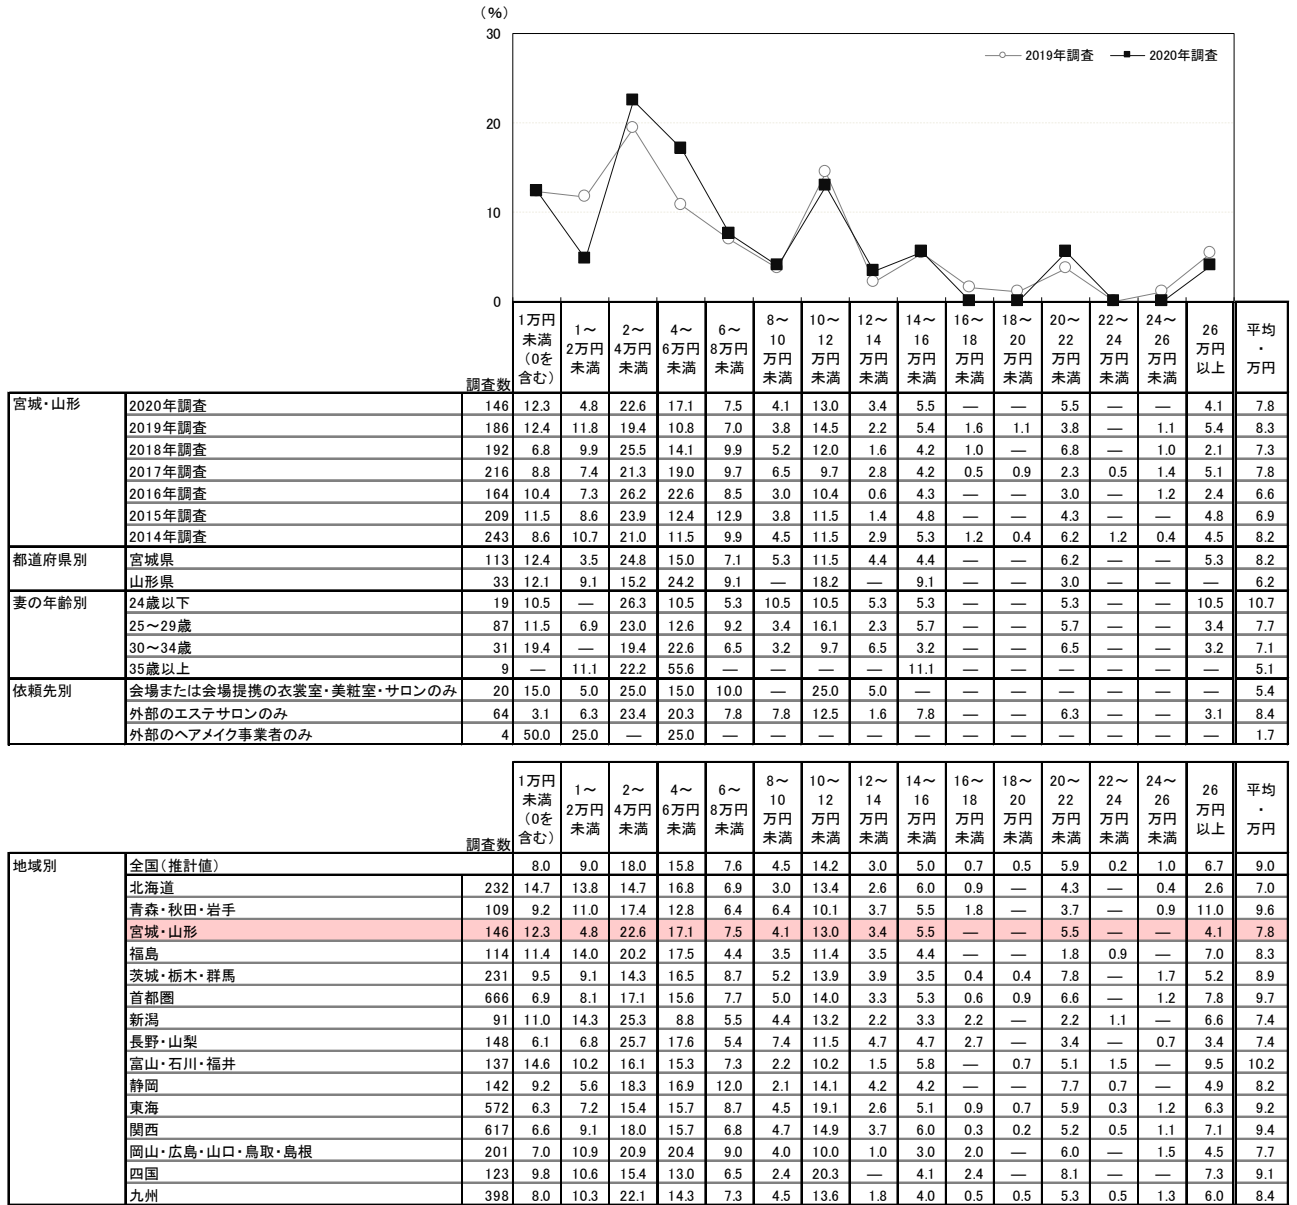 （％）
30
20
10
0
2019年調査 2020年調査
調査数 1万円未満（0を含む） 1～2万円未満 2～4万円未満 4～6万円未満 6～8万円未満 8～10万円未満 10～12万円未満 12～14万円未満 14～16万円未満 16～18万円未満 18～20万円未満 20～22万円未満 22～24万円未満 24～26万円未満 26万円以上 平均・万円
宮城・山形 2020年調査 146 12.3 4.8 22.6 17.1 7.5 4.1 13.0 3.4 5.5 — — 5.5 — — 4.1 7.8
2019年調査 186 12.4 11.8 19.4 10.8 7.0 3.8 14.5 2.2 5.4 1.6 1.1 3.8 — 1.1 5.4 8.3
2018年調査 192 6.8 9.9 25.5 14.1 9.9 5.2 12.0 1.6 4.2 1.0 — 6.8 — 1.0 2.1 7.3
2017年調査 216 8.8 7.4 21.3 19.0 9.7 6.5 9.7 2.8 4.2 0.5 0.9 2.3 0.5 1.4 5.1 7.8
2016年調査 164 10.4 7.3 26.2 22.6 8.5 3.0 10.4 0.6 4.3 — — 3.0 — 1.2 2.4 6.6
2015年調査 209 11.5 8.6 23.9 12.4 12.9 3.8 11.5 1.4 4.8 — — 4.3 — — 4.8 6.9
2014年調査 243 8.6 10.7 21.0 11.5 9.9 4.5 11.5 2.9 5.3 1.2 0.4 6.2 1.2 0.4 4.5 8.2
都道府県別 宮城県 113 12.4 3.5 24.8 15.0 7.1 5.3 11.5 4.4 4.4 — — 6.2 — — 5.3 8.2
山形県 33 12.1 9.1 15.2 24.2 9.1 — 18.2 — 9.1 — — 3.0 — — — 6.2
妻の年齢別 24歳以下 19 10.5 — 26.3 10.5 5.3 10.5 10.5 5.3 5.3 — — 5.3 — — 10.5 10.7
25～29歳 87 11.5 6.9 23.0 12.6 9.2 3.4 16.1 2.3 5.7 — — 5.7 — — 3.4 7.7
30～34歳 31 19.4 — 19.4 22.6 6.5 3.2 9.7 6.5 3.2 — — 6.5 — — 3.2 7.1
35歳以上 9 — 11.1 22.2 55.6 — — — — 11.1 — — — — — — 5.1
依頼先別 会場または会場提携の衣裳室・美粧室・サロンのみ 20 15.0 5.0 25.0 15.0 10.0 — 25.0 5.0 — — — — — — — 5.4
外部のエステサロンのみ 64 3.1 6.3 23.4 20.3 7.8 7.8 12.5 1.6 7.8 — — 6.3 — — 3.1 8.4
外部のヘアメイク事業者のみ 4 50.0 25.0 — 25.0 — — — — — — — — — — — 1.7
調査数 1万円未満（0を含む） 1～2万円未満 2～4万円未満 4～6万円未満 6～8万円未満 8～10万円未満 10～12万円未満 12～14万円未満 14～16万円未満 16～18万円未満 18～20万円未満 20～22万円未満 22～24万円未満 24～26万円未満 26万円以上 平均・万円
地域別 全国（推計値） 8.0 9.0 18.0 15.8 7.6 4.5 14.2 3.0 5.0 0.7 0.5 5.9 0.2 1.0 6.7 9.0
北海道 232 14.7 13.8 14.7 16.8 6.9 3.0 13.4 2.6 6.0 0.9 — 4.3 — 0.4 2.6 7.0
青森・秋田・岩手 109 9.2 11.0 17.4 12.8 6.4 6.4 10.1 3.7 5.5 1.8 — 3.7 — 0.9 11.0 9.6
宮城・山形 146 12.3 4.8 22.6 17.1 7.5 4.1 13.0 3.4 5.5 — — 5.5 — — 4.1 7.8
福島 114 11.4 14.0 20.2 17.5 4.4 3.5 11.4 3.5 4.4 — — 1.8 0.9 — 7.0 8.3
茨城・栃木・群馬 231 9.5 9.1 14.3 16.5 8.7 5.2 13.9 3.9 3.5 0.4 0.4 7.8 — 1.7 5.2 8.9
首都圏 666 6.9 8.1 17.1 15.6 7.7 5.0 14.0 3.3 5.3 0.6 0.9 6.6 — 1.2 7.8 9.7
新潟 91 11.0 14.3 25.3 8.8 5.5 4.4 13.2 2.2 3.3 2.2 — 2.2 1.1 — 6.6 7.4
長野・山梨 148 6.1 6.8 25.7 17.6 5.4 7.4 11.5 4.7 4.7 2.7 — 3.4 — 0.7 3.4 7.4
富山・石川・福井 137 14.6 10.2 16.1 15.3 7.3 2.2 10.2 1.5 5.8 — 0.7 5.1 1.5 — 9.5 10.2
静岡 142 9.2 5.6 18.3 16.9 12.0 2.1 14.1 4.2 4.2 — — 7.7 0.7 — 4.9 8.2
東海 572 6.3 7.2 15.4 15.7 8.7 4.5 19.1 2.6 5.1 0.9 0.7 5.9 0.3 1.2 6.3 9.2
関西 617 6.6 9.1 18.0 15.7 6.8 4.7 14.9 3.7 6.0 0.3 0.2 5.2 0.5 1.1 7.1 9.4
岡山・広島・山口・鳥取・島根 201 7.0 10.9 20.9 20.4 9.0 4.0 10.0 1.0 3.0 2.0 — 6.0 — 1.5 4.5 7.7
四国 123 9.8 10.6 15.4 13.0 6.5 2.4 20.3 — 4.1 2.4 — 8.1 — — 7.3 9.1
九州 398 8.0 10.3 22.1 14.3 7.3 4.5 13.6 1.8 4.0 0.5 0.5 5.3 0.5 1.3 6.0 8.4